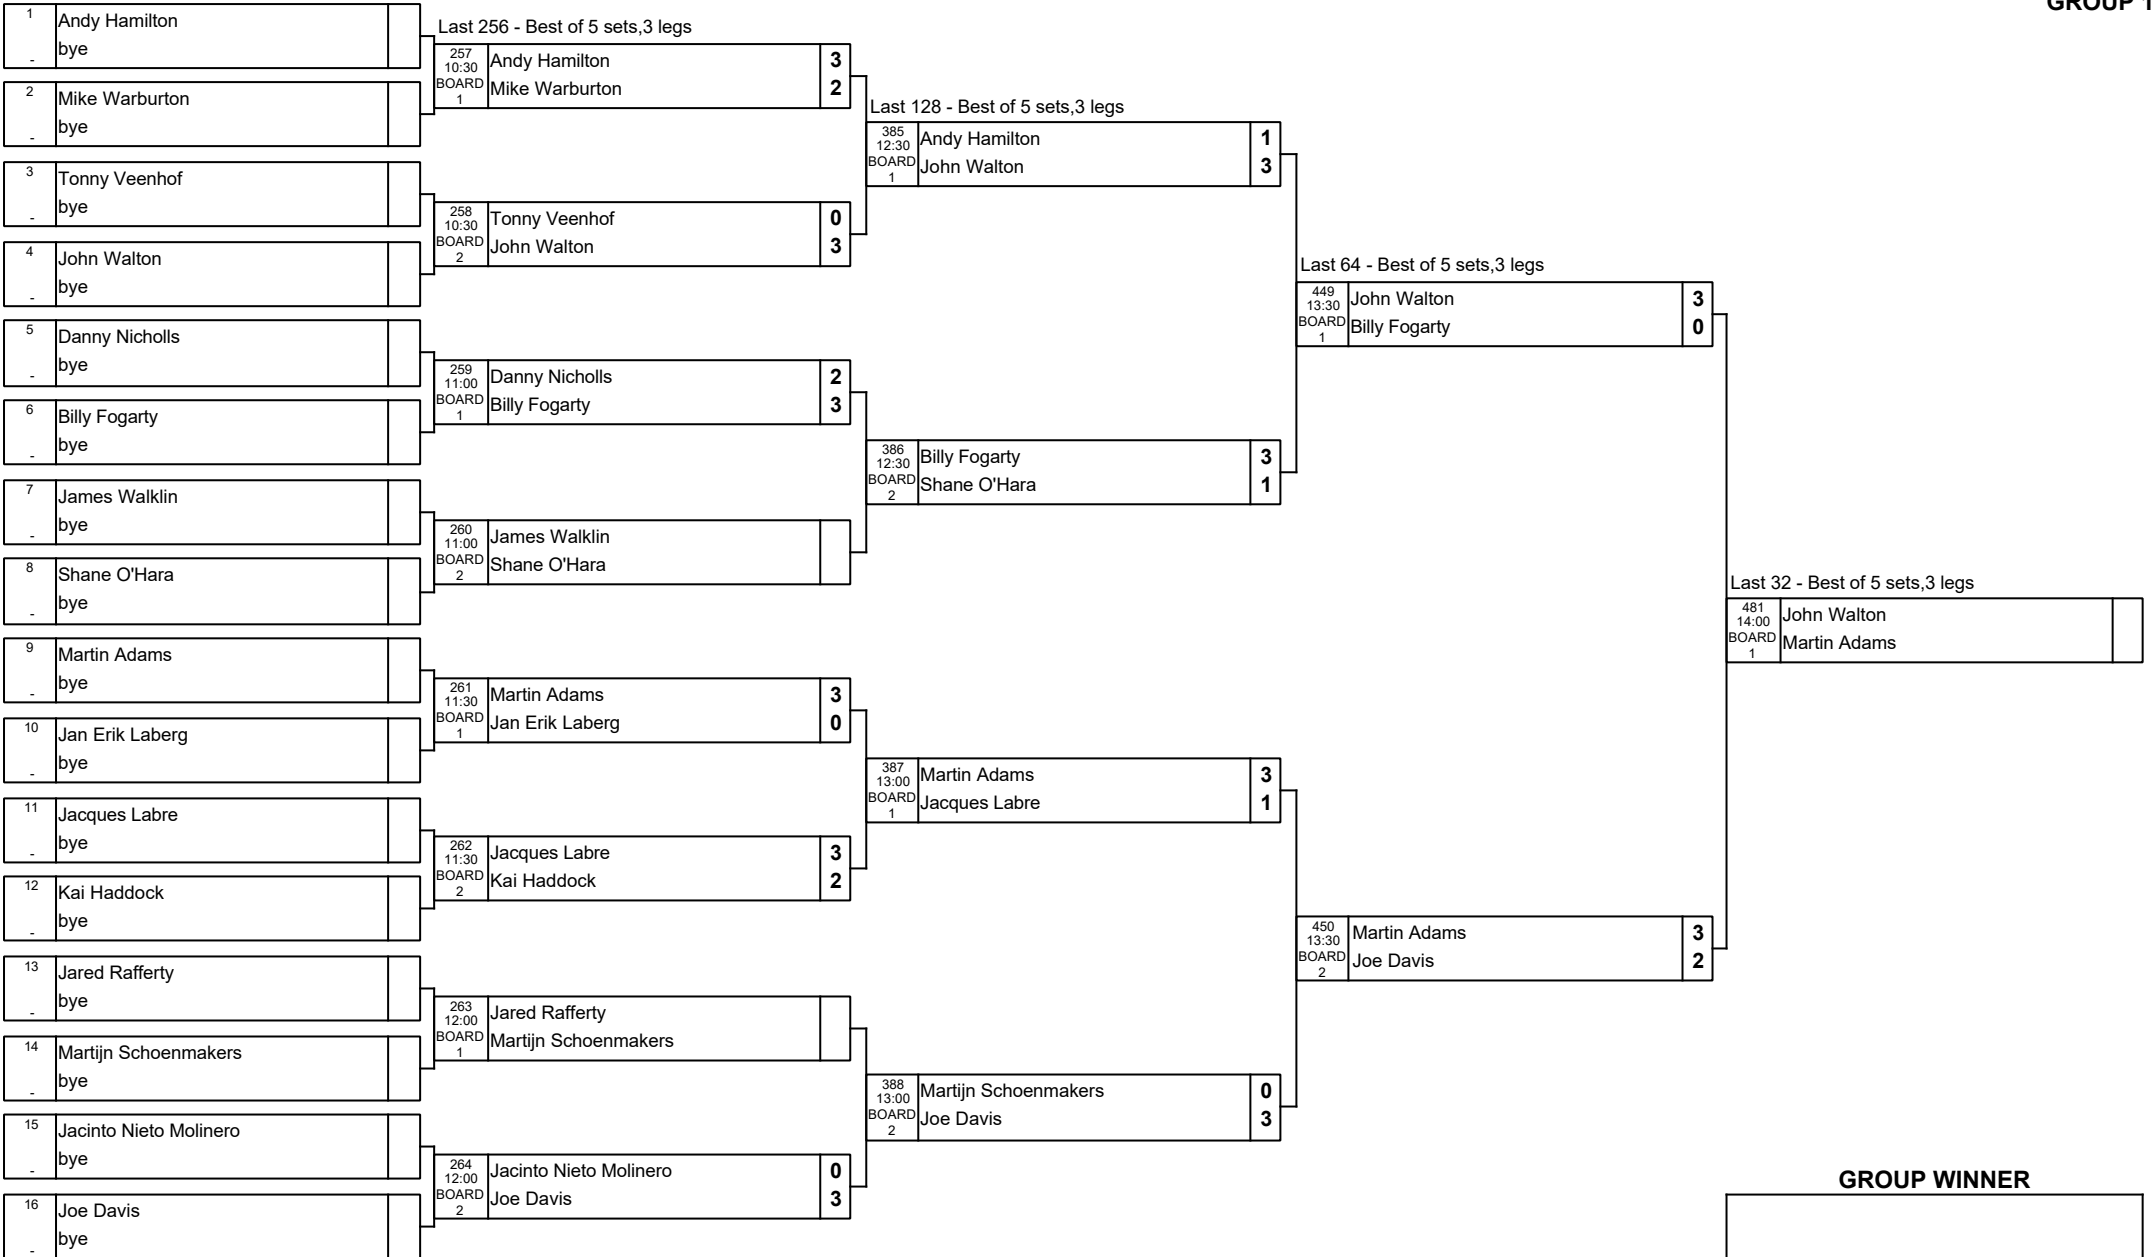 GROUP 1
1
Andy Hamilton
bye
-
2
Mike Warburton
bye
-
3
Tonny Veenhof
bye
-
4
John Walton
bye
-
5
Danny Nicholls
bye
-
6
Billy Fogarty
bye
-
7
James Walklin
bye
-
8
Shane O'Hara
bye
-
9
Martin Adams
bye
-
10
Jan Erik Laberg
bye
-
11
Jacques Labre
bye
-
12
Kai Haddock
bye
-
13
Jared Rafferty
bye
-
14
Martijn Schoenmakers
bye
-
15
Jacinto Nieto Molinero
bye
-
16
Joe Davis
bye
-
Last 256 - Best of 5 sets,3 legs
257
10:30
BOARD
1
Andy Hamilton 3
Mike Warburton 2
258
10:30
BOARD
2
Tonny Veenhof 0
John Walton 3
259
11:00
BOARD
1
Danny Nicholls 2
Billy Fogarty 3
260
11:00
BOARD
2
James Walklin
Shane O'Hara
261
11:30
BOARD
1
Martin Adams 3
Jan Erik Laberg 0
262
11:30
BOARD
2
Jacques Labre 3
Kai Haddock 2
263
12:00
BOARD
1
Jared Rafferty
Martijn Schoenmakers
264
12:00
BOARD
2
Jacinto Nieto Molinero 0
Joe Davis 3
Last 128 - Best of 5 sets,3 legs
385
12:30
BOARD
1
Andy Hamilton 1
John Walton 3
386
12:30
BOARD
2
Billy Fogarty 3
Shane O'Hara 1
387
13:00
BOARD
1
Martin Adams 3
Jacques Labre 1
388
13:00
BOARD
2
Martijn Schoenmakers 0
Joe Davis 3
Last 64 - Best of 5 sets,3 legs
449
13:30
BOARD
1
John Walton 3
Billy Fogarty 0
450
13:30
BOARD
2
Martin Adams 3
Joe Davis 2
Last 32 - Best of 5 sets,3 legs
481
14:00
BOARD
1
John Walton
Martin Adams
GROUP WINNER